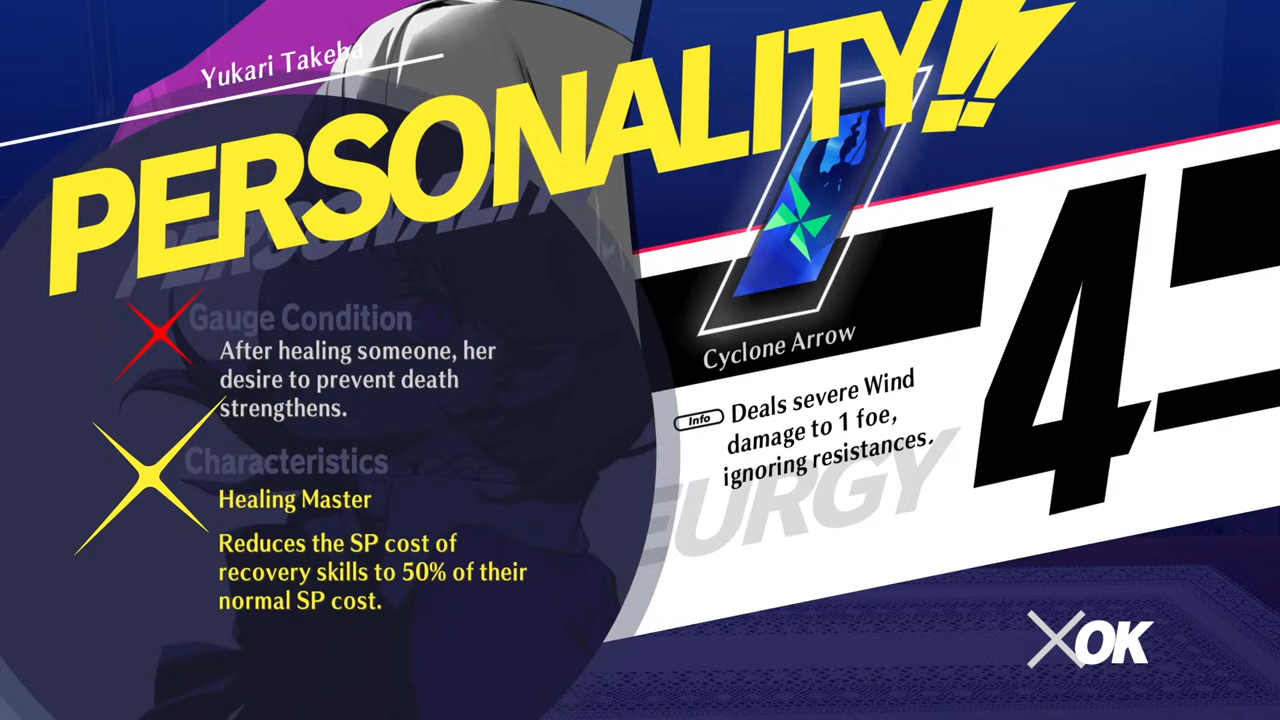 Yukari Takeba
PERSONALITY!!
PERSONALITY
Gauge Condition
After healing someone, her
desire to prevent death
strengthens.
Characteristics
Healing Master
Reduces the SP cost of
recovery skills to 50% of their
normal SP cost.
Cyclone Arrow
Info Deals severe Wind
damage to 1 foe,
ignoring resistances.
EURGY
4
OK